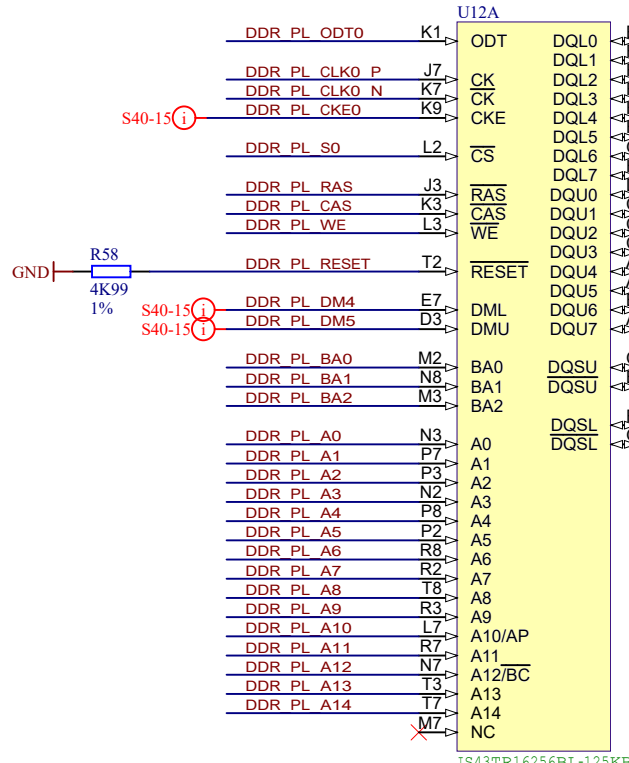 U12A
DDR_PL_ODT0 K1 ODT DQL0
DQL1
DDR_PL_CLK0_P J7 CK DQL2
DDR_PL_CLK0_N K7 CK DQL3
S40-15 i DDR_PL_CKE0 K9 CKE DQL4
DQL5
DDR_PL_S0 L2 CS DQL6
DQL7
DDR_PL_RAS J3 RAS DQU0
DDR_PL_CAS K3 CAS DQU1
DDR_PL_WE L3 WE DQU2
DQU3
R58
GND DDR_PL_RESET T2 RESET DQU4
4K99 DQU5
1%
S40-15 i DDR_PL_DM4 E7 DML DQU6
S40-15 i DDR_PL_DM5 D3 DMU DQU7
DDR_PL_BA0 M2 BA0 DQSU
DDR_PL_BA1 N8 BA1 DQSU
DDR_PL_BA2 M3 BA2
DQSL
DDR_PL_A0 N3 A0 DQSL
DDR_PL_A1 P7 A1
DDR_PL_A2 P3 A2
DDR_PL_A3 N2 A3
DDR_PL_A4 P8 A4
DDR_PL_A5 P2 A5
DDR_PL_A6 R8 A6
DDR_PL_A7 R2 A7
DDR_PL_A8 T8 A8
DDR_PL_A9 R3 A9
DDR_PL_A10 L7 A10/AP
DDR_PL_A11 R7 A11
DDR_PL_A12 N7 A12/BC
DDR_PL_A13 T3 A13
DDR_PL_A14 T7 A14
M7 NC